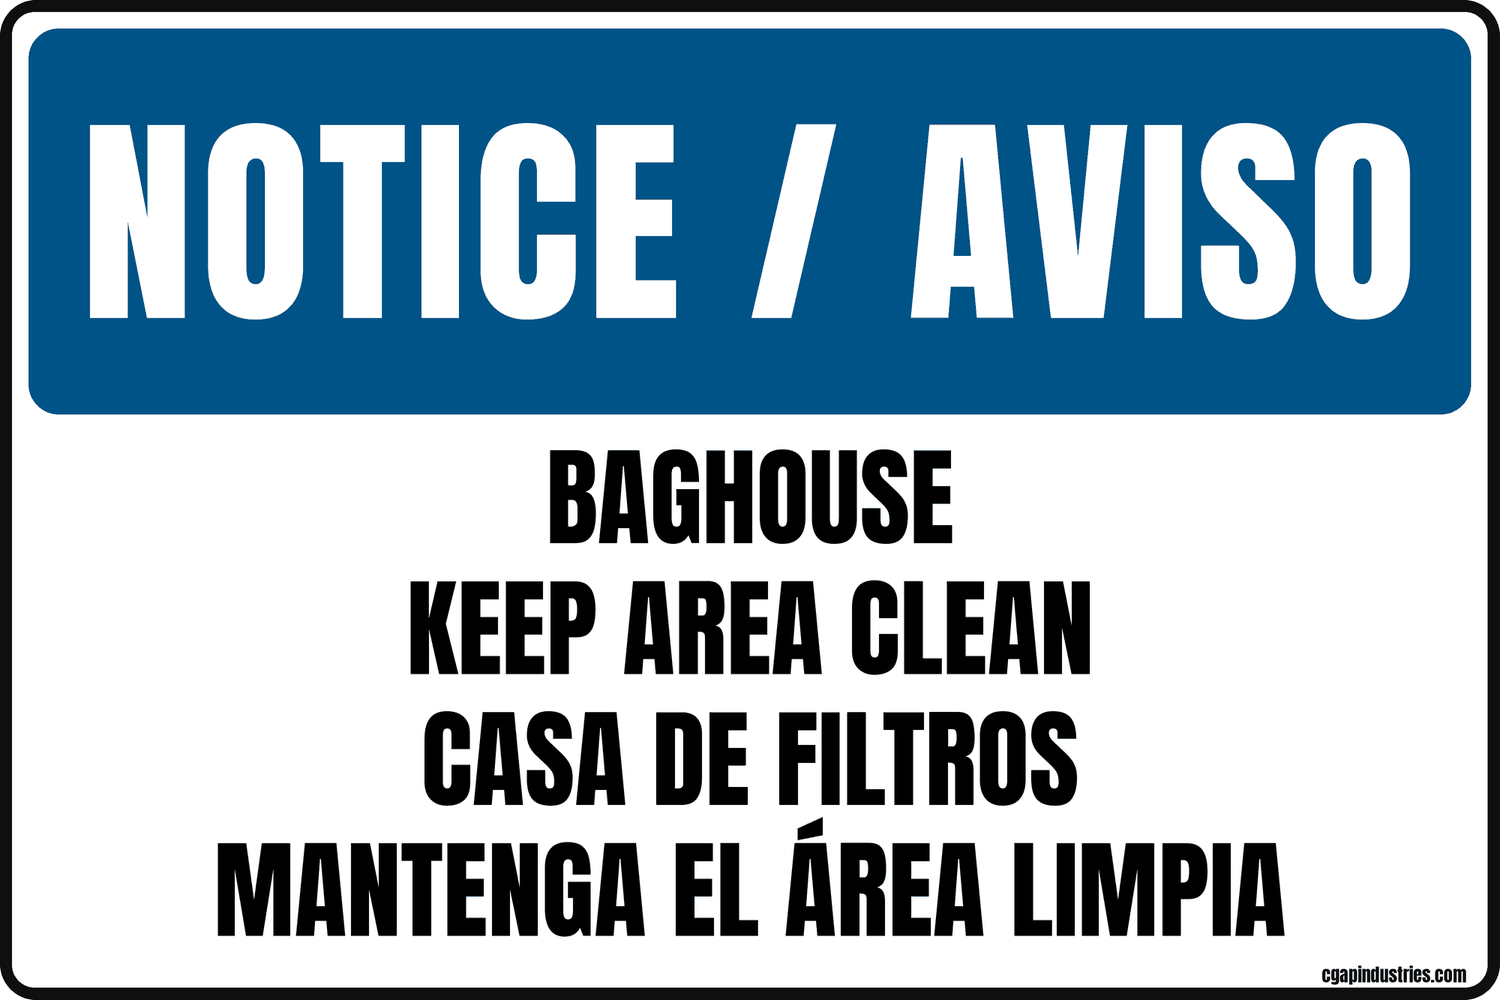 NOTICE / AVISO
BAGHOUSE
KEEP AREA CLEAN
CASA DE FILTROS
MANTENGA EL ÁREA LIMPIA
cgapindustries.com